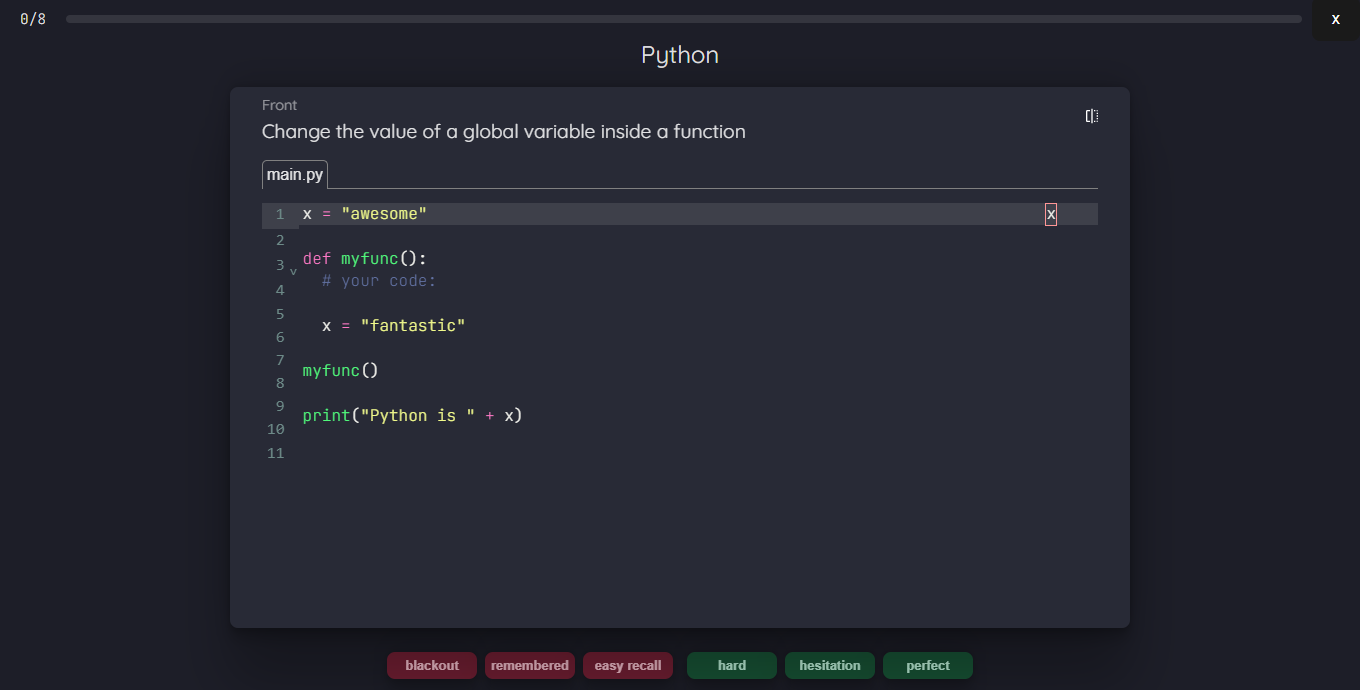 0/8
x
Python
Front
Change the value of a global variable inside a function
main.py
1 x = "awesome" x
2
3 def myfunc():
4 # your code:
5
6 x = "fantastic"
7
8 myfunc()
9
10 print("Python is " + x)
11
blackout remembered easy recall hard hesitation perfect